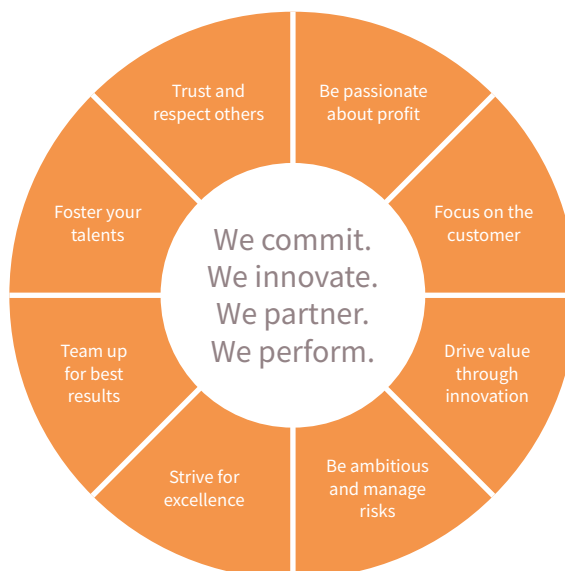 Trust and
respect others
Be passionate
about profit
Foster your
talents
Focus on the
customer
We commit.
We innovate.
We partner.
We perform.
Team up
for best
results
Drive value
through
innovation
Strive for
excellence
Be ambitious
and manage
risks